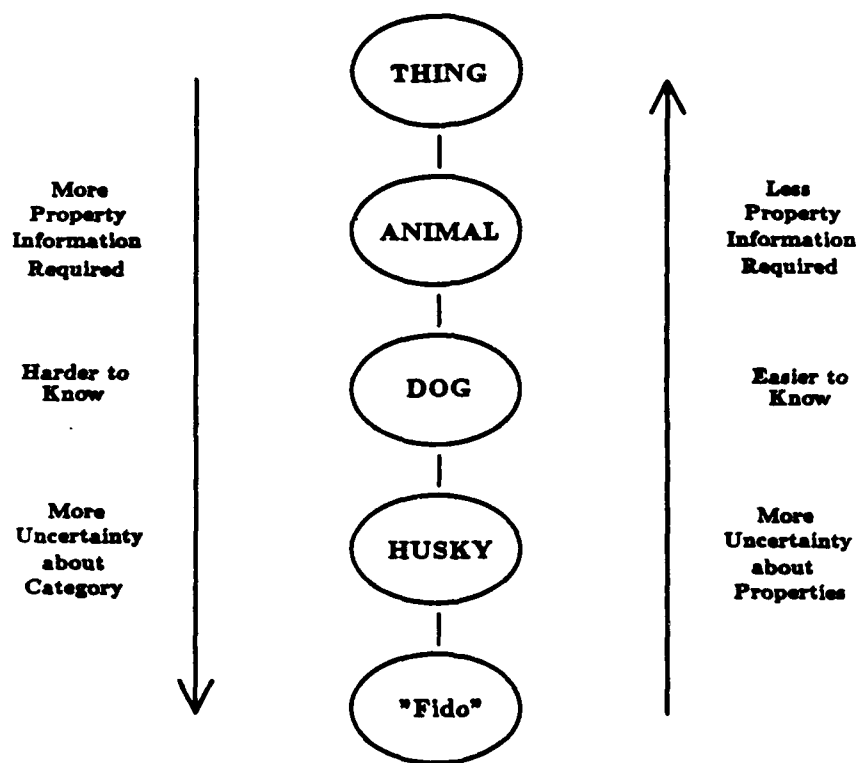 THING
More
Property
Information
Required
ANIMAL
Less
Property
Information
Required
Harder to
Know
DOG
Easier to
Know
More
Uncertainty
about
Category
HUSKY
More
Uncertainty
about
Properties
"Fido"